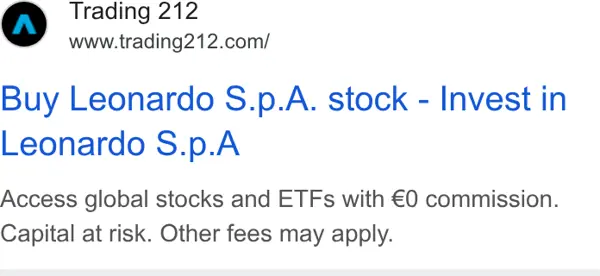 Trading 212
www.trading212.com/
Buy Leonardo S.p.A. stock - Invest in
Leonardo S.p.A
Access global stocks and ETFs with €0 commission.
Capital at risk. Other fees may apply.